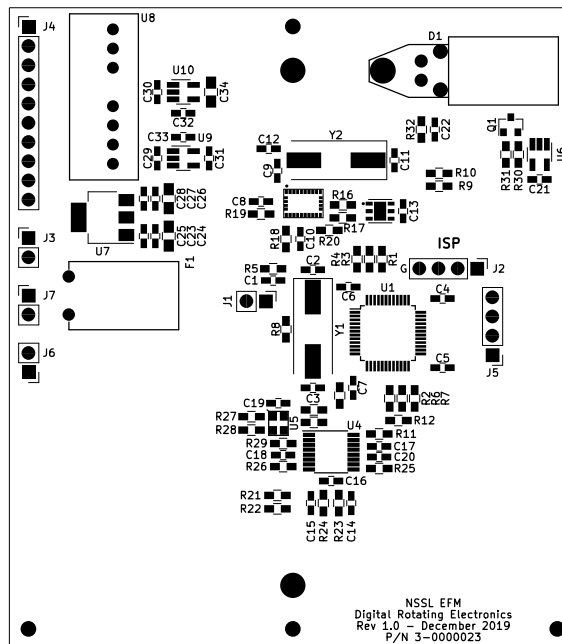 J4
U8
D1
U10
C30
C34
C32
C33
U9
C29
C31
Q1
U6
R32
C22
R31
R30
C21
C12
Y2
C11
C9
R10
R9
C8
R19
R16
R17
C13
C28
C27
C26
C25
C23
C24
U7
F1
R18
C10
R20
ISP
J3
R4
R3
R1
G
J2
R5
C2
C1
C6
U1
C4
J7
J1
R8
Y1
J5
J6
C5
C3
C7
R2
R6
R7
C19
R27
R28
U5
U4
R12
R29
R11
C18
C17
R26
C20
R25
C16
R21
R22
C15
R24
R23
C14
NSSL EFM
Digital Rotating Electronics
Rev 1.0 - December 2019
P/N 3-0000023